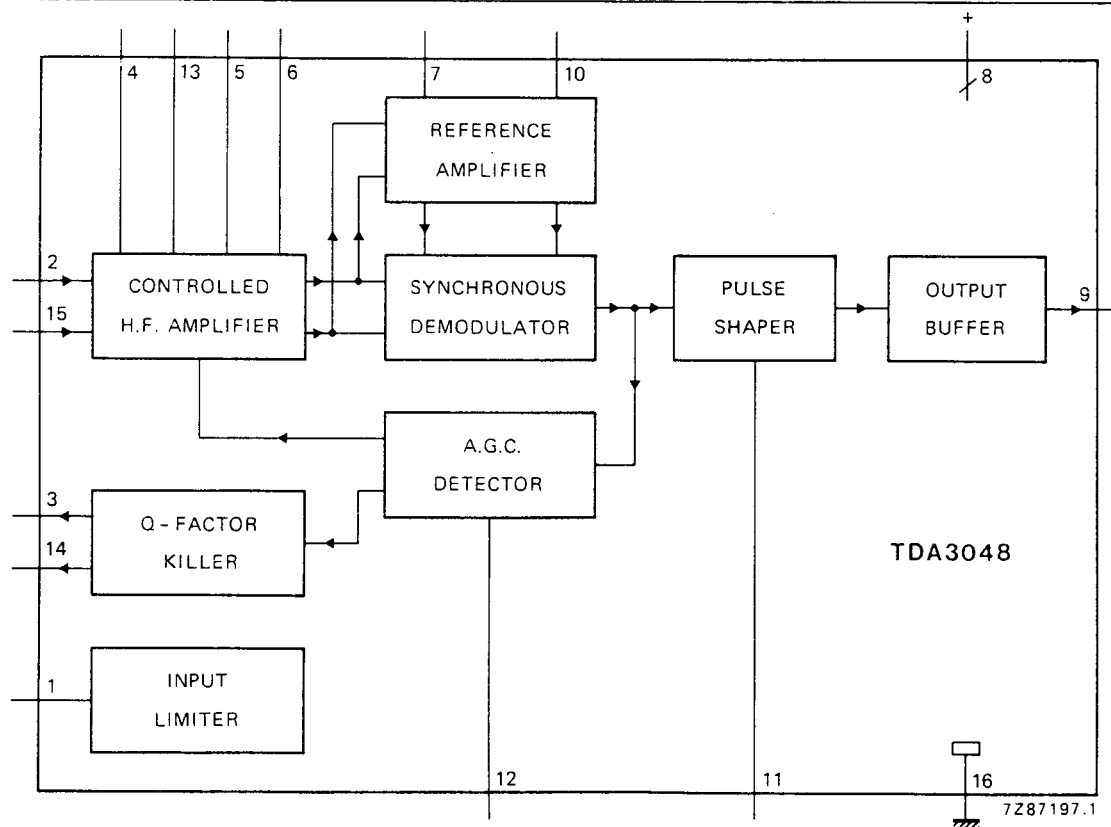 +
4
13
5
6
7
10
8
REFERENCE
AMPLIFIER
2
CONTROLLED
H.F. AMPLIFIER
15
SYNCHRONOUS
DEMODULATOR
PULSE
SHAPER
OUTPUT
BUFFER
9
A.G.C.
DETECTOR
3
Q-FACTOR
KILLER
14
TDA3048
1
INPUT
LIMITER
12
11
16
7Z87197.1